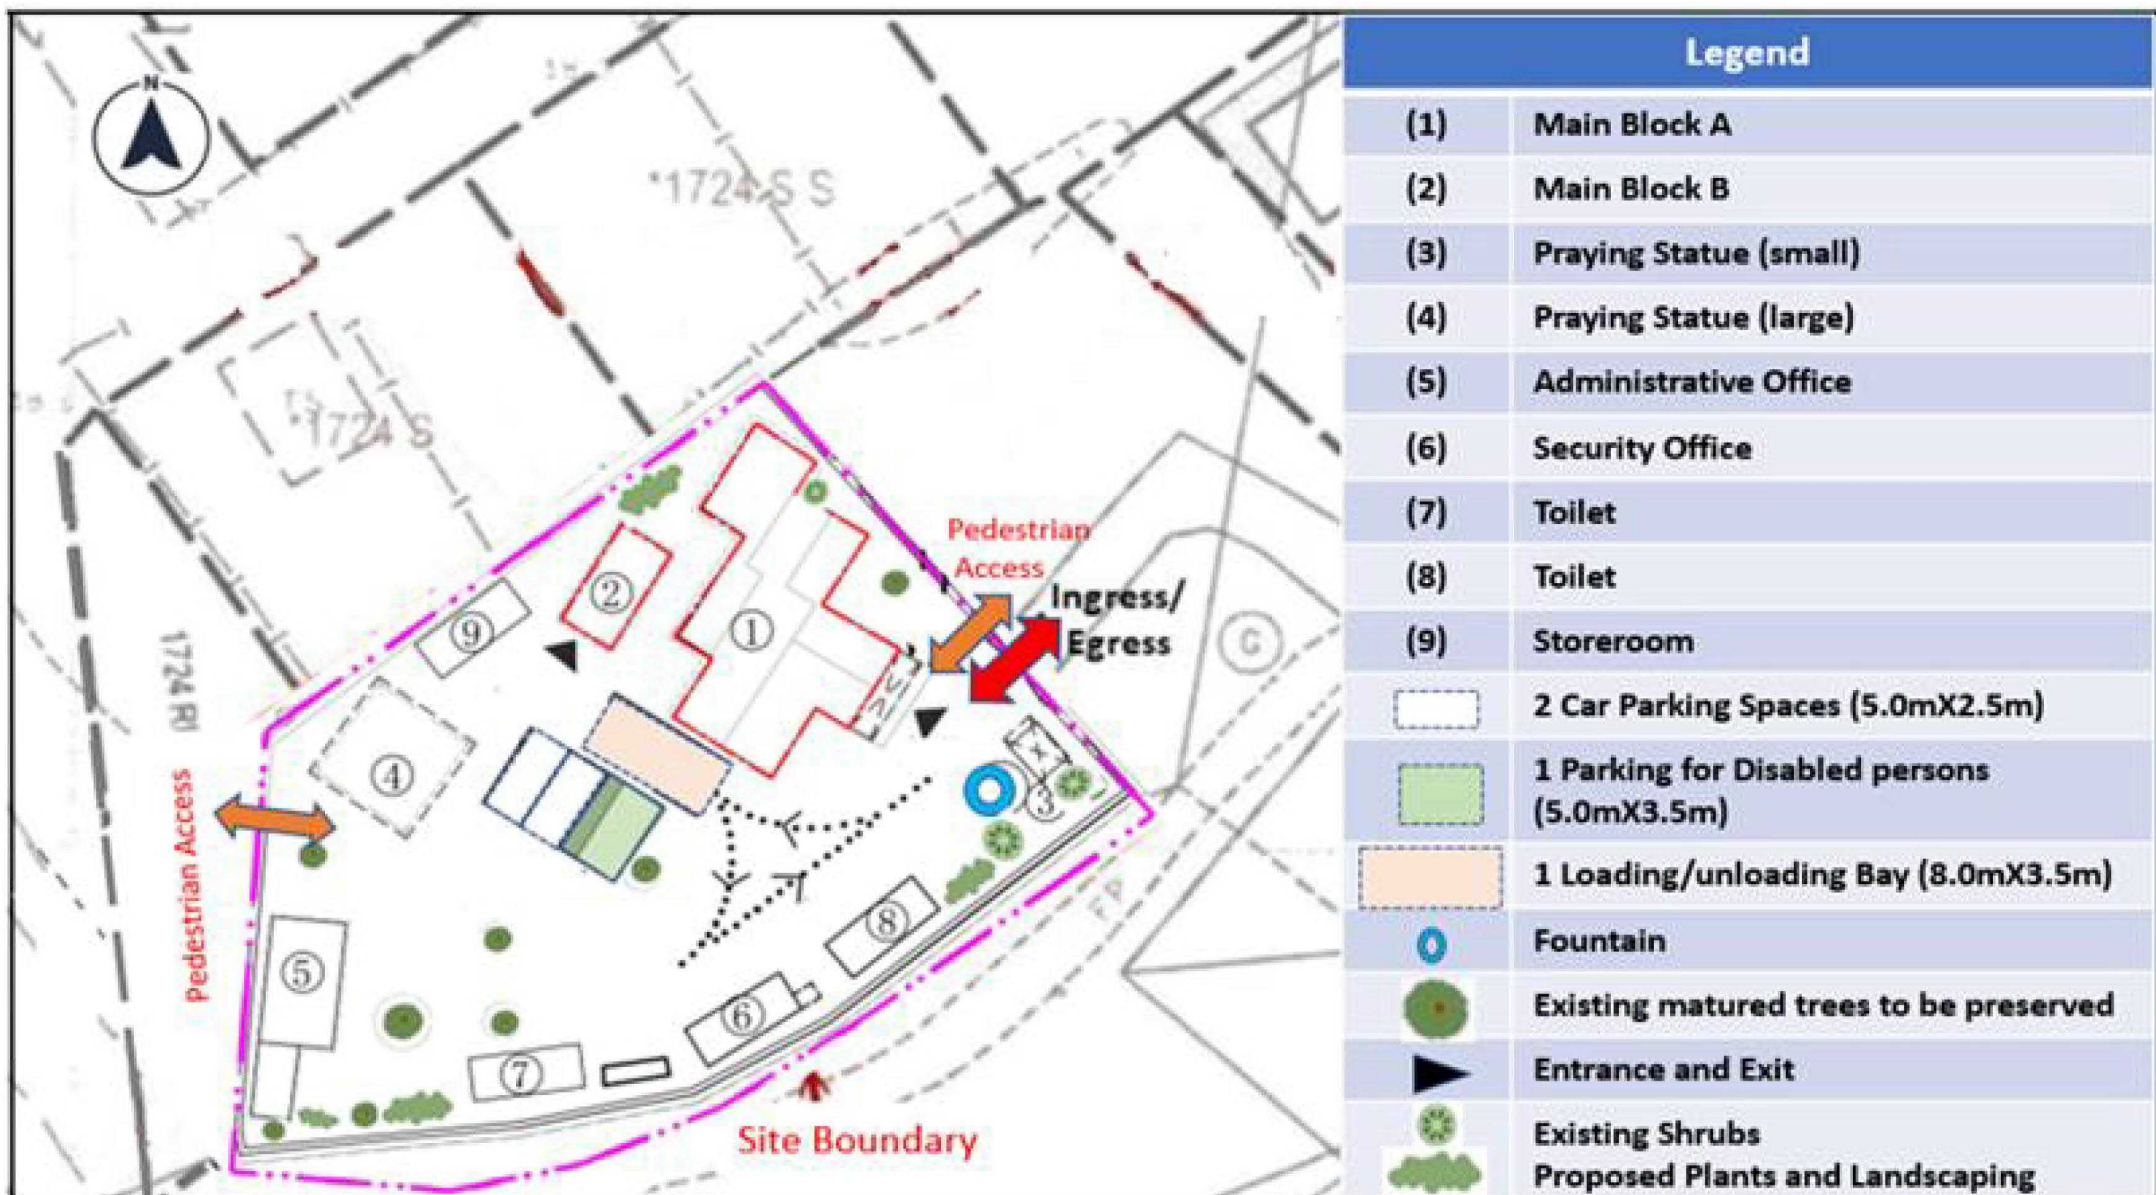 N
*1724 S S
*1724 S
1724 R
Pedestrian
Access
Ingress/
Egress
G
2
1
9
4
3
8
5
6
7
Pedestrian Access
F P
Site Boundary
Legend
(1) Main Block A
(2) Main Block B
(3) Praying Statue (small)
(4) Praying Statue (large)
(5) Administrative Office
(6) Security Office
(7) Toilet
(8) Toilet
(9) Storeroom
2 Car Parking Spaces (5.0mX2.5m)
1 Parking for Disabled persons
(5.0mX3.5m)
1 Loading/unloading Bay (8.0mX3.5m)
Fountain
Existing matured trees to be preserved
Entrance and Exit
Existing Shrubs
Proposed Plants and Landscaping